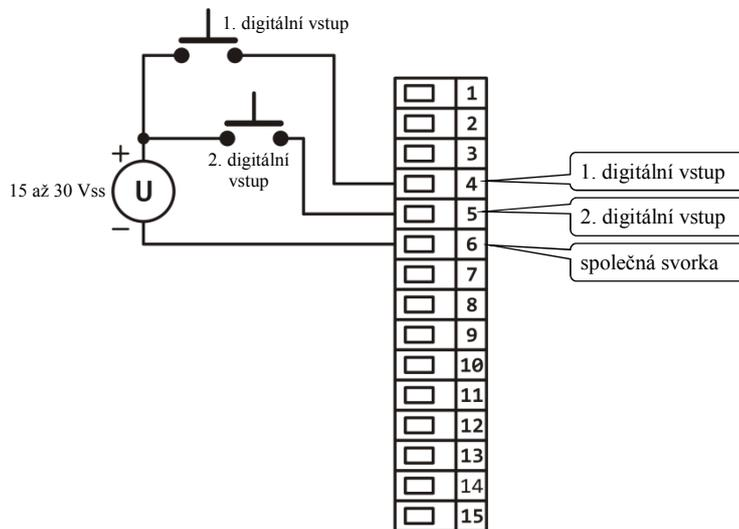 1. digitální vstup
2. digitální
vstup
+
15 až 30 Vss
U
−
1
2
3
4
5
6
7
8
9
10
11
12
13
14
15
1. digitální vstup
2. digitální vstup
společná svorka